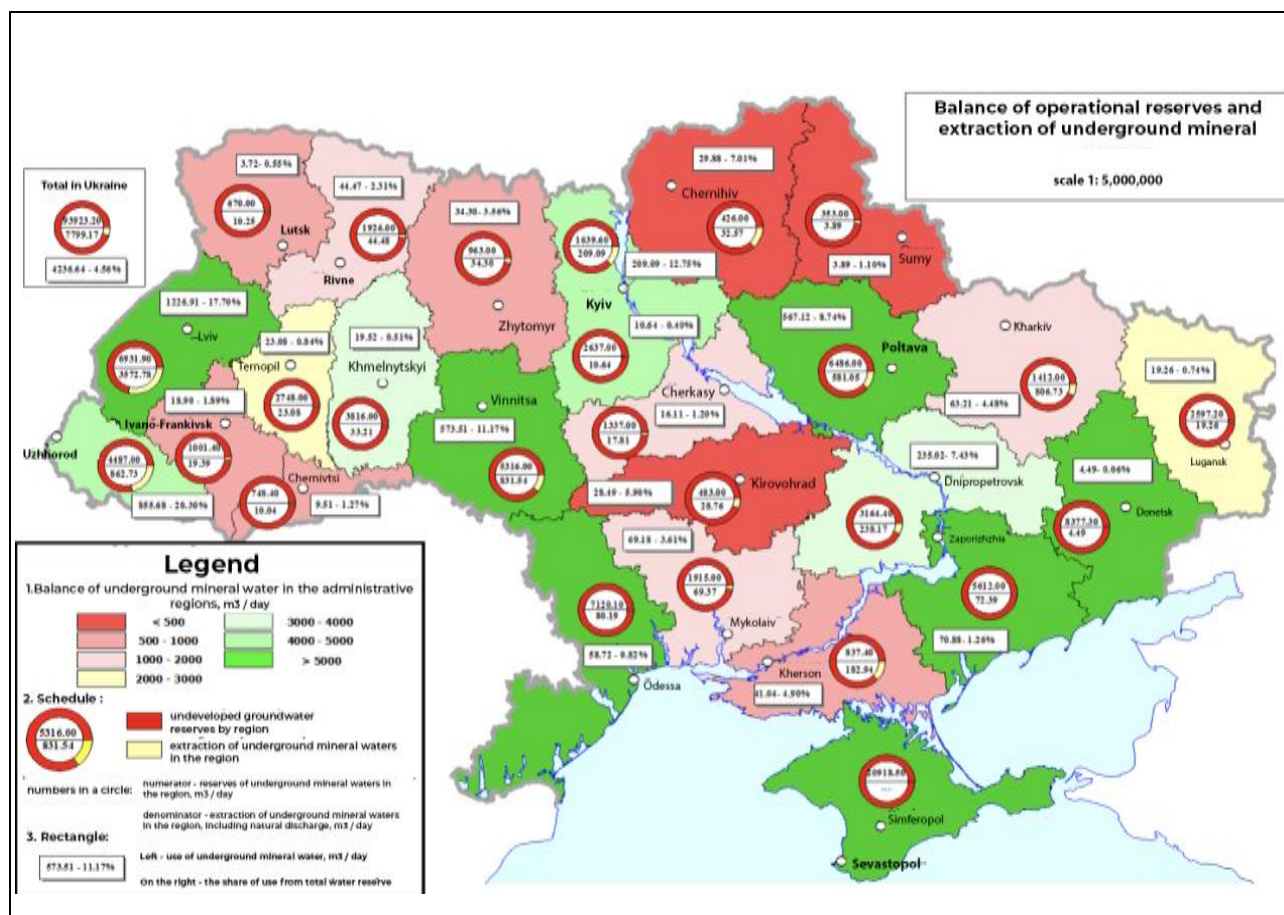 Balance of operational reserves and
extraction of underground mineral
scale 1: 5,000,000
Total in Ukraine
93923.20
7799.17
4236.64 - 4.56%
3.72- 0.55%
670.00
10.25
Lutsk
44.47 - 2.31%
1926.00
44.48
Rivne
34.30- 3.56%
963.00
34.30
Zhytomyr
1639.60
209.09
209.09 - 12.75%
Kyiv
10.64 - 0.40%
2637.00
10.64
29.88 - 7.01%
Chernihiv
426.00
32.57
353.00
3.89
Sumy
3.89 - 1.10%
1226.91 - 17.70%
Lviv
6931.90
3572.78
23.08 - 0.84%
Ternopil
2748.00
23.08
19.52 - 0.51%
Khmelnytskyi
3816.00
33.21
18.90 - 1.89%
Ivano-Frankivsk
1001.40
19.39
Uzhhorod
4487.00
862.73
855.68 - 20.30%
Chernivtsi
748.40
10.04
9.51 - 1.27%
Vinnitsa
573.51 - 11.17%
5316.00
831.54
Cherkasy
16.11 - 1.20%
1337.00
17.81
567.12 - 8.74%
Poltava
6486.00
581.05
Kharkiv
1412.00
806.73
63.21 - 4.48%
19.26 - 0.74%
2597.20
19.26
Lugansk
28.49 - 5.90%
483.00
28.76
Kirovohrad
235.02- 7.43%
Dnipropetrovsk
3164.40
238.17
4.49- 0.06%
Donetsk
8377.30
4.49
Zaporizhzhia
5612.00
72.39
70.88- 1.26%
69.18 - 3.61%
1915.00
69.37
Mykolaiv
7120.10
80.19
58.72 - 0.82%
Odessa
Kherson
837.40
182.94
41.04- 4.90%
20918.50
Simferopol
Sevastopol
Legend
1.Balance of underground mineral water in the administrative
regions, m3 / day
< 500
500 - 1000
1000 - 2000
2000 - 3000
3000 - 4000
4000 - 5000
> 5000
2. Schedule :
5316.00
831.54
undeveloped groundwater
reserves by region
extraction of underground mineral waters
in the region
numbers in a circle:
numerator - reserves of underground mineral waters in
the region, m3 / day
denominator - extraction of underground mineral waters
in the region, including natural discharge, m3 / day
3. Rectangle:
573.51 - 11.17%
Left - use of underground mineral water, m3 / day
On the right - the share of use from total water reserve